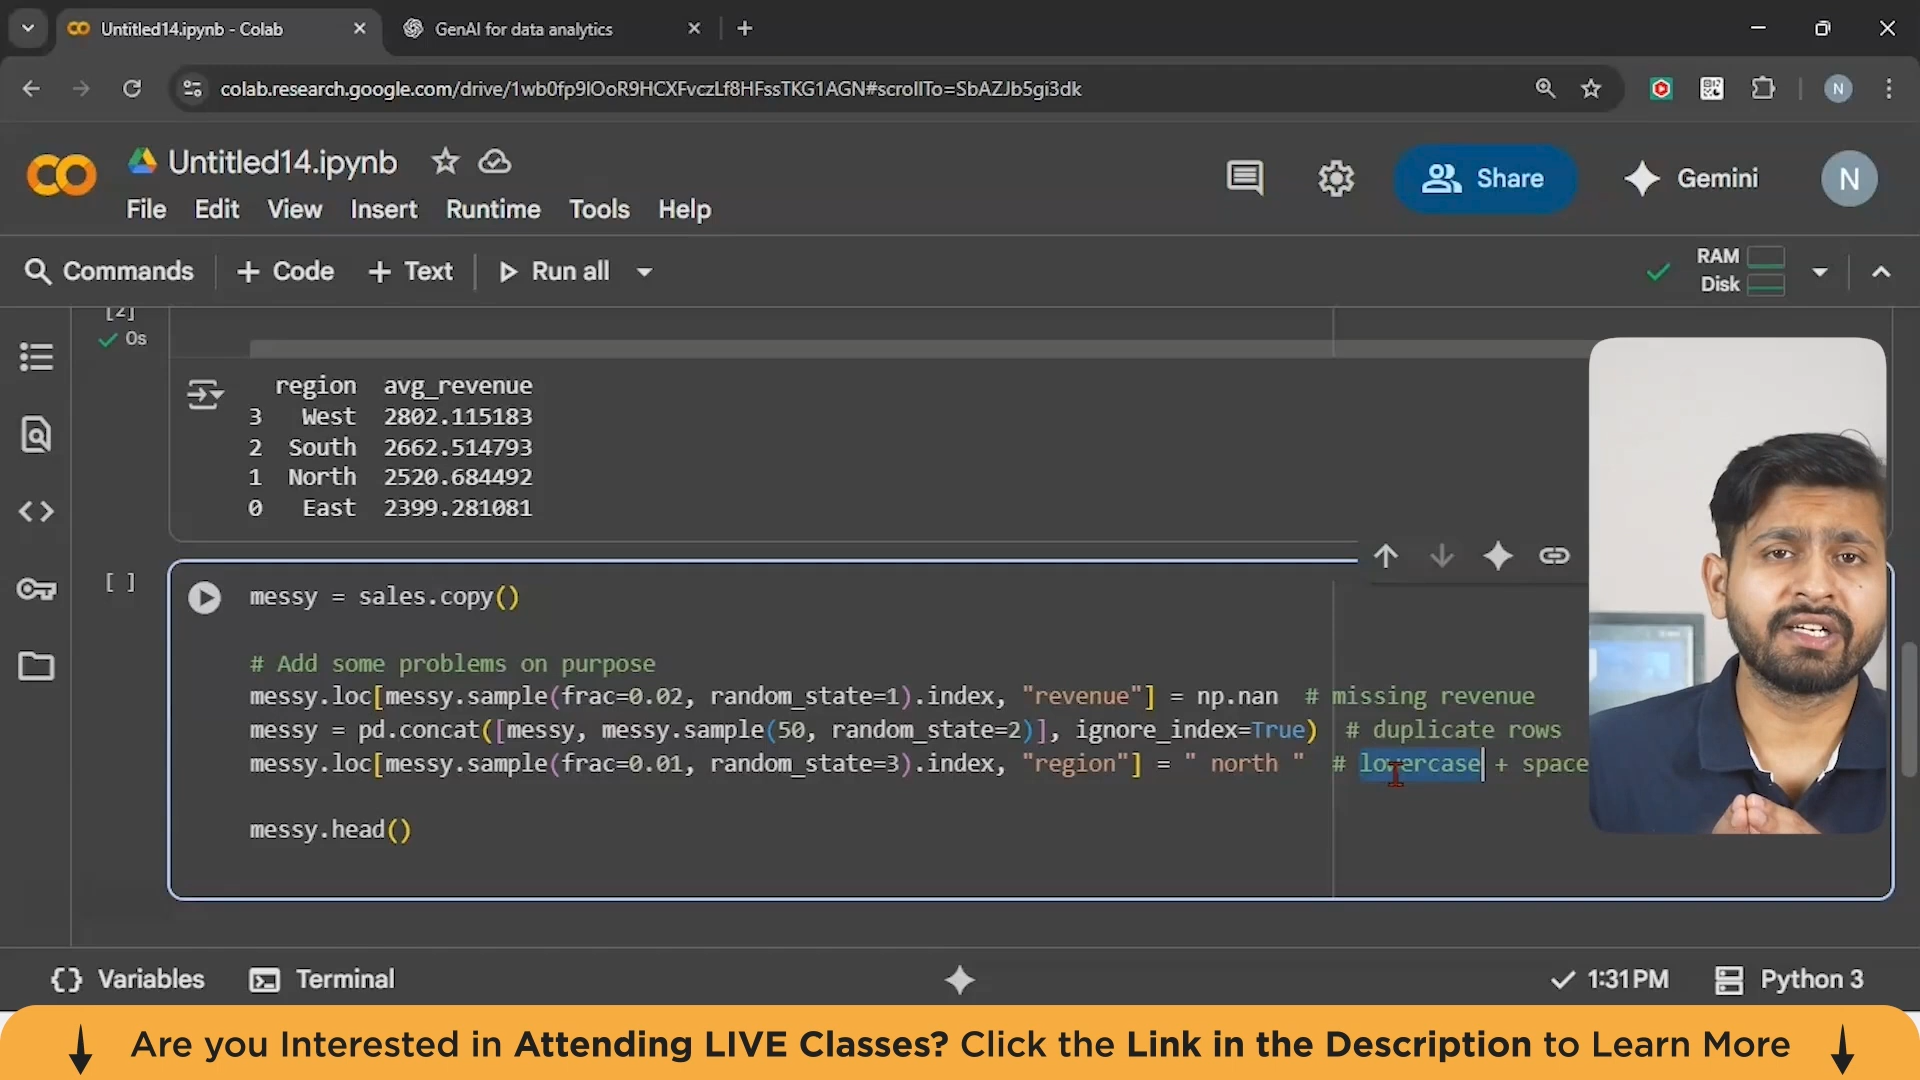 Untitled14.ipynb - Colab
GenAI for data analytics
colab.research.google.com/drive/1wb0fp9lOoR9HCXFvczLf8HFssTKG1AGN#scrollTo=SbAZJb5gi3dk
N
CO
Untitled14.ipynb
Share
Gemini
N
File Edit View Insert Runtime Tools Help
Commands
+ Code + Text
Run all
RAM
Disk
[2]
0s
region avg_revenue
3 West 2802.115183
2 South 2662.514793
1 North 2520.684492
0 East 2399.281081
[ ]
messy = sales.copy()
# Add some problems on purpose
messy.loc[messy.sample(frac=0.02, random_state=1).index, "revenue"] = np.nan # missing revenue
messy = pd.concat([messy, messy.sample(50, random_state=2)], ignore_index=True) # duplicate rows
messy.loc[messy.sample(frac=0.01, random_state=3).index, "region"] = " north " # lowercase + space
messy.head()
Variables
Terminal
1:31 PM
Python 3
Are you Interested in Attending LIVE Classes? Click the Link in the Description to Learn More